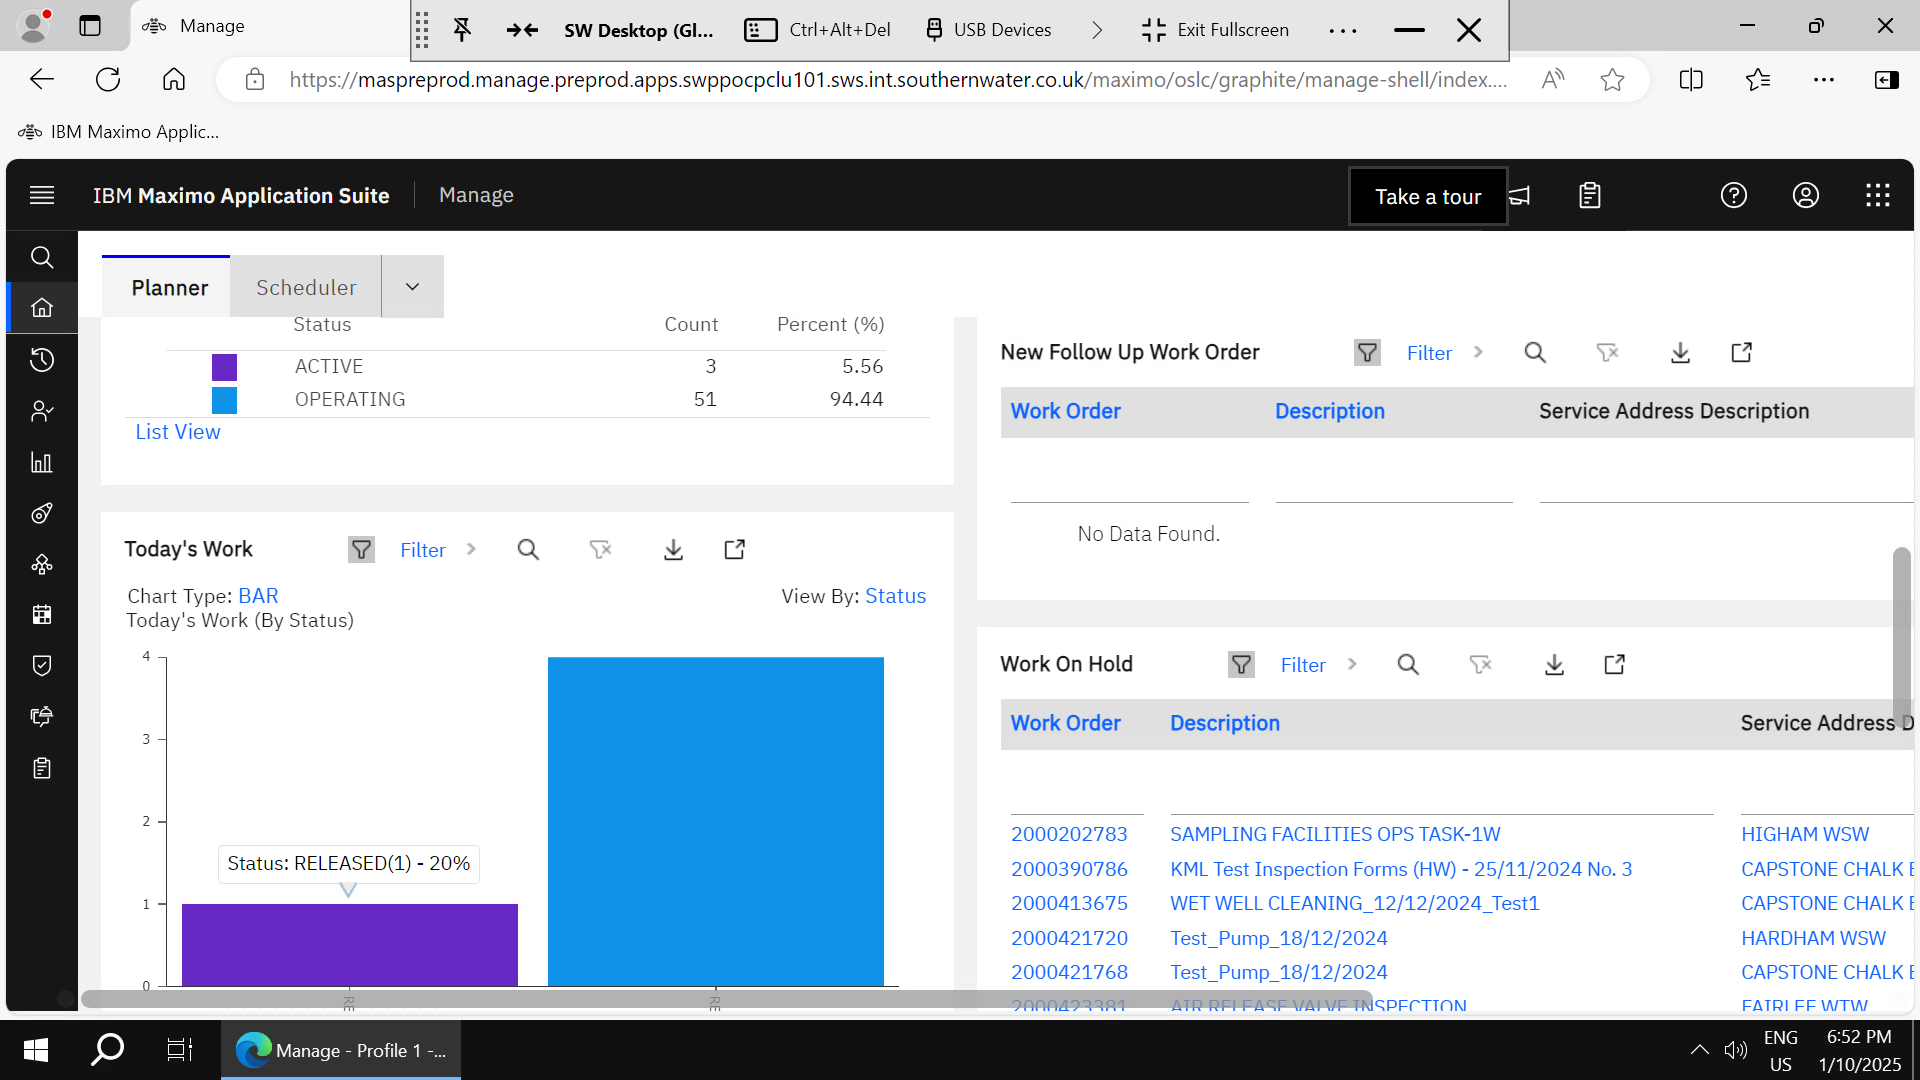 Manage
SW Desktop (Gl...
Ctrl+Alt+Del
USB Devices
Exit Fullscreen
https://maspreprod.manage.preprod.apps.swppocpclu101.sws.int.southernwater.co.uk/maximo/oslc/graphite/manage-shell/index....
IBM Maximo Applic...
IBM Maximo Application Suite
Manage
Take a tour
Planner
Scheduler
Status Count Percent (%)
ACTIVE 3 5.56
OPERATING 51 94.44
List View
New Follow Up Work Order
Filter
Work Order Description Service Address Description
No Data Found.
Today's Work
Filter
Chart Type: BAR
View By: Status
Today's Work (By Status)
4
3
2
1
0
Status: RELEASED(1) - 20%
RE
RE
Work On Hold
Filter
Work Order Description Service Address D
2000202783 SAMPLING FACILITIES OPS TASK-1W HIGHAM WSW
2000390786 KML Test Inspection Forms (HW) - 25/11/2024 No. 3 CAPSTONE CHALK
2000413675 WET WELL CLEANING_12/12/2024_Test1 CAPSTONE CHALK
2000421720 Test_Pump_18/12/2024 HARDHAM WSW
2000421768 Test_Pump_18/12/2024 CAPSTONE CHALK
2000423381 AIR RELEASE VALVE INSPECTION FAIRLEE WTW
Manage - Profile 1 -...
ENG
US
6:52 PM
1/10/2025